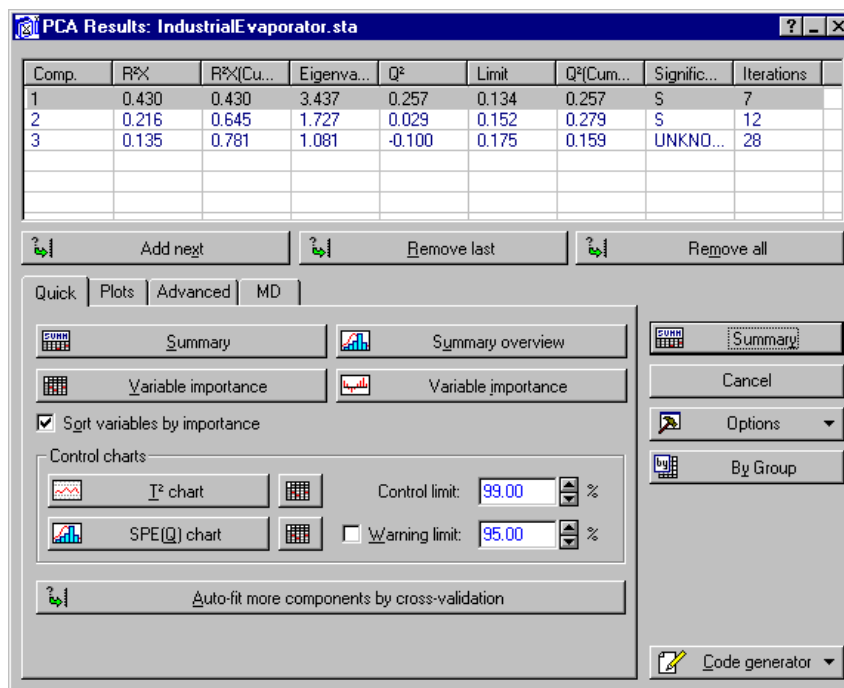 PCA Results: IndustrialEvaporator.sta
Comp. R²X R²X(Cu... Eigenva... Q² Limit Q²(Cum... Signific... Iterations
1 0.430 0.430 3.437 0.257 0.134 0.257 S 7
2 0.216 0.645 1.727 0.029 0.152 0.279 S 12
3 0.135 0.781 1.081 -0.100 0.175 0.159 UNKNO... 28
Add next Remove last Remove all
Quick Plots Advanced MD
Summary Summary overview Summary
Variable importance Variable importance Cancel
Sort variables by importance Options
Control charts
T² chart Control limit: 99.00 % By Group
SPE(Q) chart Warning limit: 95.00 %
Auto-fit more components by cross-validation
Code generator